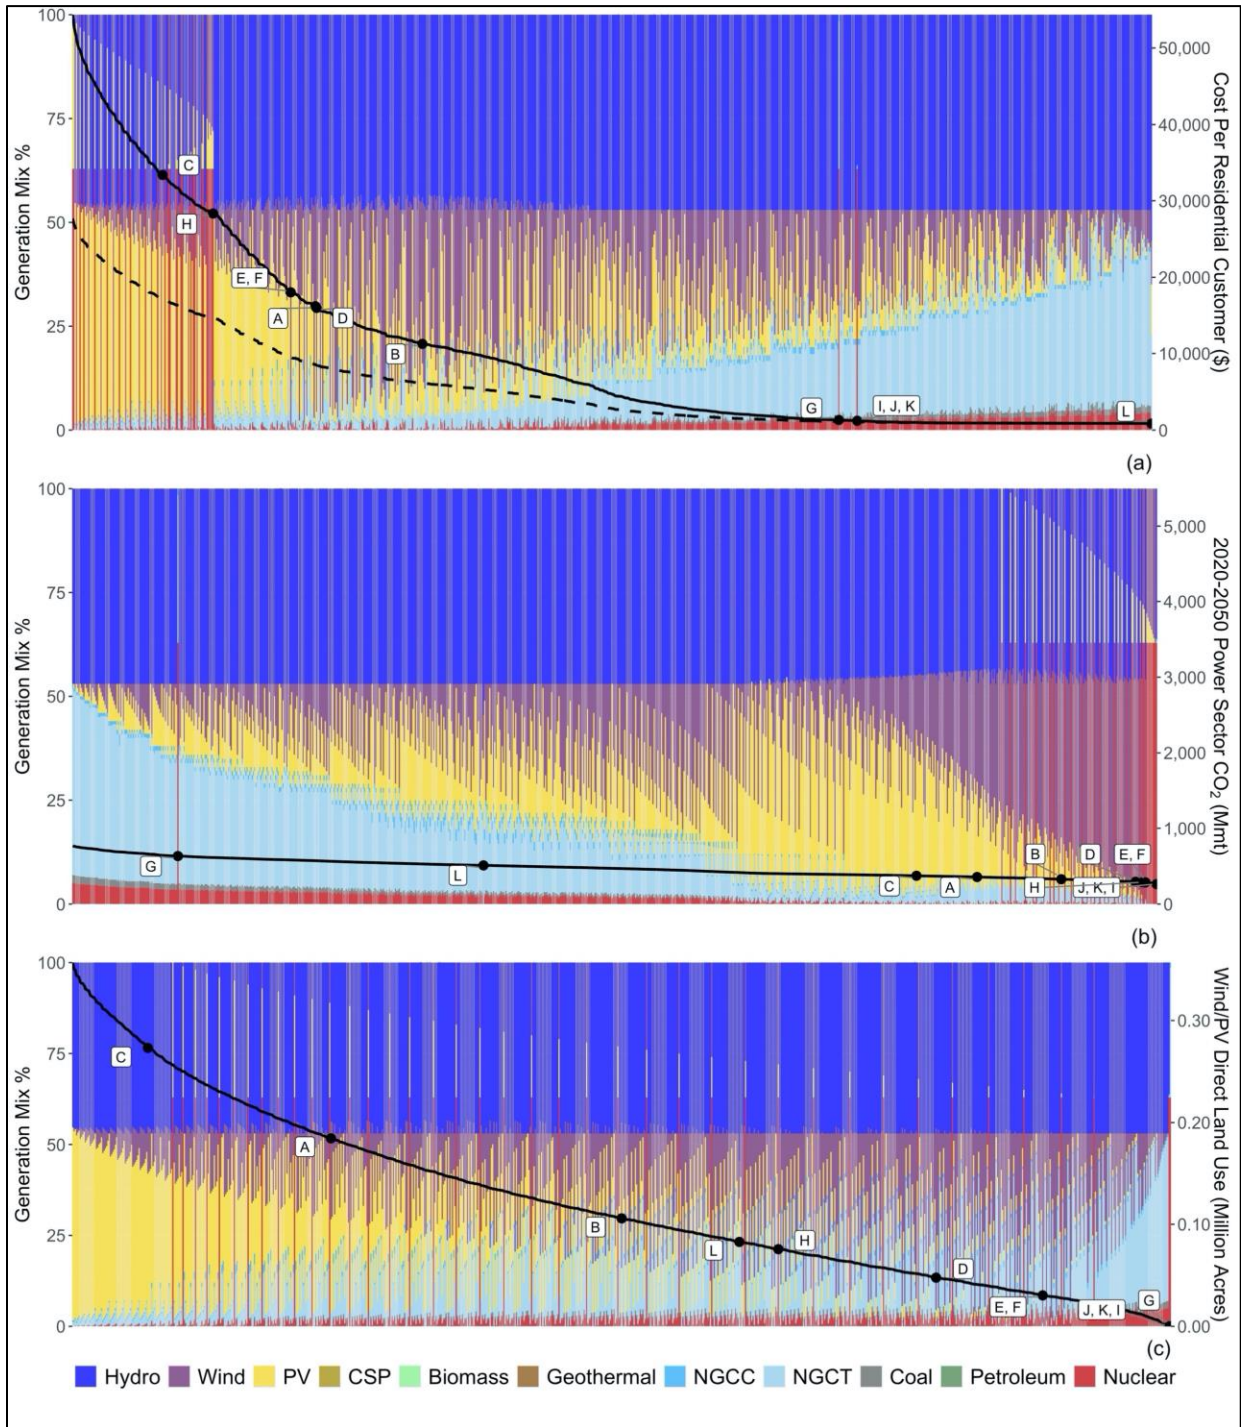 100
75
50
25
0
Generation Mix %
50,000
40,000
30,000
20,000
10,000
0
Cost Per Residential Customer ($)
C
H
E, F
A
D
B
G
I, J, K
L
(a)
100
75
50
25
0
Generation Mix %
5,000
4,000
3,000
2,000
1,000
0
2020-2050 Power Sector CO₂ (Mmt)
G
L
C
A
B
D
E, F
H
J, K, I
(b)
100
75
50
25
0
Generation Mix %
0.30
0.20
0.10
0.00
Wind/PV Direct Land Use (Million Acres)
C
A
B
L
H
D
E, F
J, K, I
G
(c)
Hydro Wind PV CSP Biomass Geothermal NGCC NGCT Coal Petroleum Nuclear